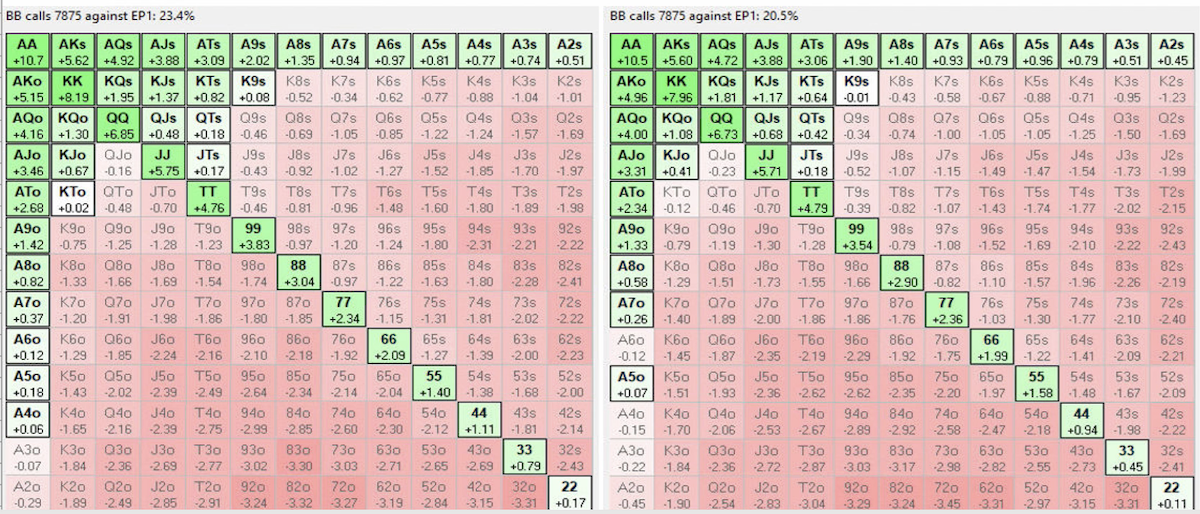 BB calls 7875 against EP1: 23.4%
AA AKs AQs AJs ATs A9s A8s A7s A6s A5s A4s A3s A2s
+10.7 +5.62 +4.92 +3.88 +3.09 +2.02 +1.35 +0.94 +0.97 +0.81 +0.77 +0.74 +0.51
AKo KK KQs KJs KTs K9s K8s K7s K6s K5s K4s K3s K2s
+5.15 +8.19 +1.95 +1.37 +0.82 +0.08 -0.52 -0.34 -0.62 -0.77 -0.88 -1.04 -1.01
AQo KQo QQ QJs QTs Q9s Q8s Q7s Q6s Q5s Q4s Q3s Q2s
+4.16 +1.30 +6.85 +0.48 +0.18 -0.46 -0.69 -1.05 -0.85 -1.22 -1.24 -1.57 -1.69
AJo KJo QJo JJ JTs J9s J8s J7s J6s J5s J4s J3s J2s
+3.46 +0.67 -0.16 +5.75 +0.17 -0.43 -0.92 -1.02 -1.27 -1.52 -1.85 -1.70 -1.97
ATo KTo QTo JTo TT T9s T8s T7s T6s T5s T4s T3s T2s
+2.68 +0.02 -0.48 -0.70 +4.76 -0.46 -0.81 -0.96 -1.48 -1.60 -1.80 -1.89 -1.98
A9o K9o Q9o J9o T9o 99 98s 97s 96s 95s 94s 93s 92s
+1.42 -0.75 -1.25 -1.28 -1.23 +3.83 -0.97 -1.20 -1.24 -1.80 -2.31 -2.21 -2.22
A8o K8o Q8o J8o T8o 98o 88 87s 86s 85s 84s 83s 82s
+0.82 -1.33 -1.66 -1.69 -1.54 -1.74 +3.04 -0.97 -1.22 -1.63 -1.80 -2.28 -2.41
A7o K7o Q7o J7o T7o 97o 87o 77 76s 75s 74s 73s 72s
+0.37 -1.20 -1.91 -1.98 -1.86 -1.80 -1.85 +2.34 -1.15 -1.31 -1.81 -2.02 -2.22
A6o K6o Q6o J6o T6o 96o 86o 76o 66 65s 64s 63s 62s
+0.12 -1.29 -1.85 -2.24 -2.16 -2.10 -2.18 -1.92 +2.09 -1.27 -1.39 -2.00 -2.23
A5o K5o Q5o J5o T5o 95o 85o 75o 65o 55 54s 53s 52s
+0.18 -1.43 -2.02 -2.39 -2.49 -2.64 -2.34 -2.14 -2.04 +1.40 -1.38 -1.68 -2.00
A4o K4o Q4o J4o T4o 94o 84o 74o 64o 54o 44 43s 42s
+0.06 -1.65 -2.16 -2.39 -2.75 -2.99 -2.85 -2.60 -2.30 -2.12 +1.11 -1.81 -2.14
A3o K3o Q3o J3o T3o 93o 83o 73o 63o 53o 43o 33 32s
-0.07 -1.84 -2.36 -2.69 -2.77 -3.02 -3.30 -3.03 -2.71 -2.65 -2.69 +0.79 -2.43
A2o K2o Q2o J2o T2o 92o 82o 72o 62o 52o 42o 32o 22
-0.29 -1.89 -2.49 -2.85 -2.91 -3.24 -3.32 -3.27 -3.19 -2.84 -3.15 -3.31 +0.17
BB calls 7875 against EP1: 20.5%
AA AKs AQs AJs ATs A9s A8s A7s A6s A5s A4s A3s A2s
+10.5 +5.60 +4.72 +3.88 +3.06 +1.90 +1.40 +0.93 +0.79 +0.96 +0.79 +0.51 +0.45
AKo KK KQs KJs KTs K9s K8s K7s K6s K5s K4s K3s K2s
+4.96 +7.96 +1.81 +1.17 +0.64 -0.01 -0.43 -0.58 -0.67 -0.88 -0.71 -0.95 -1.23
AQo KQo QQ QJs QTs Q9s Q8s Q7s Q6s Q5s Q4s Q3s Q2s
+4.00 +1.08 +6.73 +0.68 +0.42 -0.34 -0.74 -1.00 -1.05 -1.05 -1.25 -1.50 -1.69
AJo KJo QJo JJ JTs J9s J8s J7s J6s J5s J4s J3s J2s
+3.31 +0.41 -0.23 +5.71 +0.18 -0.52 -1.07 -1.15 -1.49 -1.47 -1.54 -1.73 -1.99
ATo KTo QTo JTo TT T9s T8s T7s T6s T5s T4s T3s T2s
+2.34 -0.12 -0.46 -0.70 +4.79 -0.39 -0.82 -1.07 -1.43 -1.74 -1.77 -2.02 -2.15
A9o K9o Q9o J9o T9o 99 98s 97s 96s 95s 94s 93s 92s
+1.33 -0.79 -1.19 -1.30 -1.28 +3.54 -0.79 -1.08 -1.52 -1.69 -2.10 -2.22 -2.43
A8o K8o Q8o J8o T8o 98o 88 87s 86s 85s 84s 83s 82s
+0.58 -1.29 -1.51 -1.73 -1.55 -1.66 +2.90 -0.82 -1.10 -1.57 -1.96 -2.26 -2.19
A7o K7o Q7o J7o T7o 97o 87o 77 76s 75s 74s 73s 72s
+0.26 -1.40 -1.89 -2.00 -1.86 -1.86 -1.76 +2.36 -1.03 -1.30 -1.77 -2.10 -2.40
A6o K6o Q6o J6o T6o 96o 86o 76o 66 65s 64s 63s 62s
-0.12 -1.45 -1.87 -2.35 -2.19 -2.29 -1.92 -1.75 +1.99 -1.22 -1.41 -2.09 -2.21
A5o K5o Q5o J5o T5o 95o 85o 75o 65o 55 54s 53s 52s
+0.07 -1.51 -1.93 -2.36 -2.62 -2.62 -2.35 -2.20 -1.97 +1.58 -1.48 -1.67 -2.09
A4o K4o Q4o J4o T4o 94o 84o 74o 64o 54o 44 43s 42s
-0.15 -1.70 -2.06 -2.53 -2.67 -2.89 -2.92 -2.58 -2.47 -2.18 +0.94 -1.98 -2.22
A3o K3o Q3o J3o T3o 93o 83o 73o 63o 53o 43o 33 32s
-0.22 -1.84 -2.36 -2.72 -2.87 -3.03 -3.17 -2.98 -2.82 -2.55 -2.73 +0.45 -2.41
A2o K2o Q2o J2o T2o 92o 82o 72o 62o 52o 42o 32o 22
-0.45 -1.90 -2.54 -2.83 -3.04 -3.20 -3.24 -3.45 -3.31 -2.97 -3.15 -3.31 +0.11